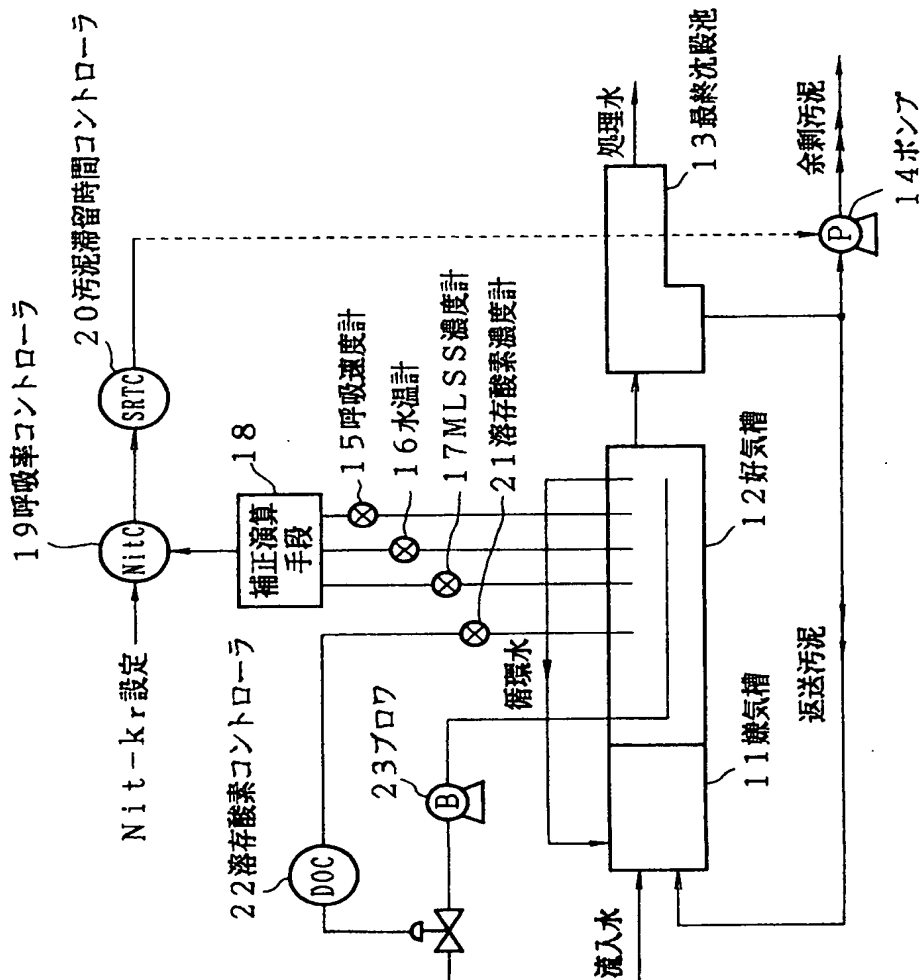 19呼吸率コントローラ
20汚泥滞留時間コントローラ
SRTC
NitC
Nit-kr設定
補正演算
手段
18
15呼吸速度計
16水温計
17MLSS濃度計
21溶存酸素濃度計
22溶存酸素コントローラ
DOC
23ブロワ
B
循環水
流入水
11嫌気槽
12好気槽
返送汚泥
処理水
13最終沈殿池
余剰汚泥
14ポンプ
P